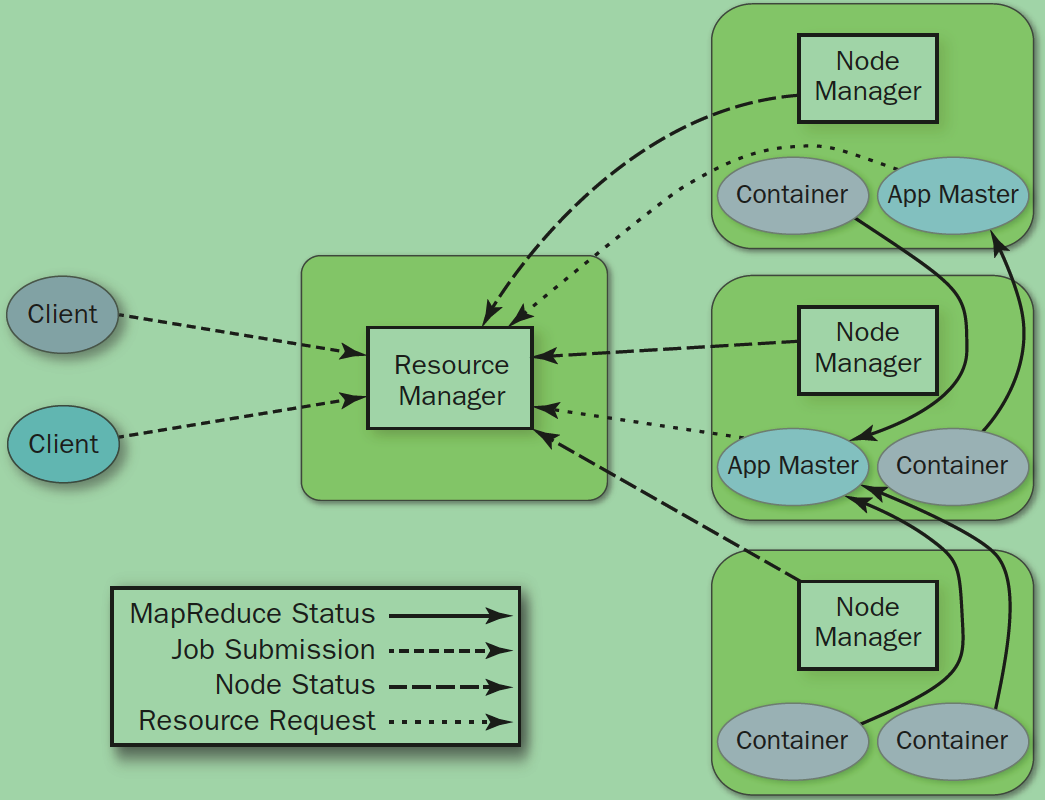 Node
Manager
Container
App Master
Client
Client
Resource
Manager
Node
Manager
App Master
Container
Node
Manager
Container
Container
MapReduce Status
Job Submission
Node Status
Resource Request